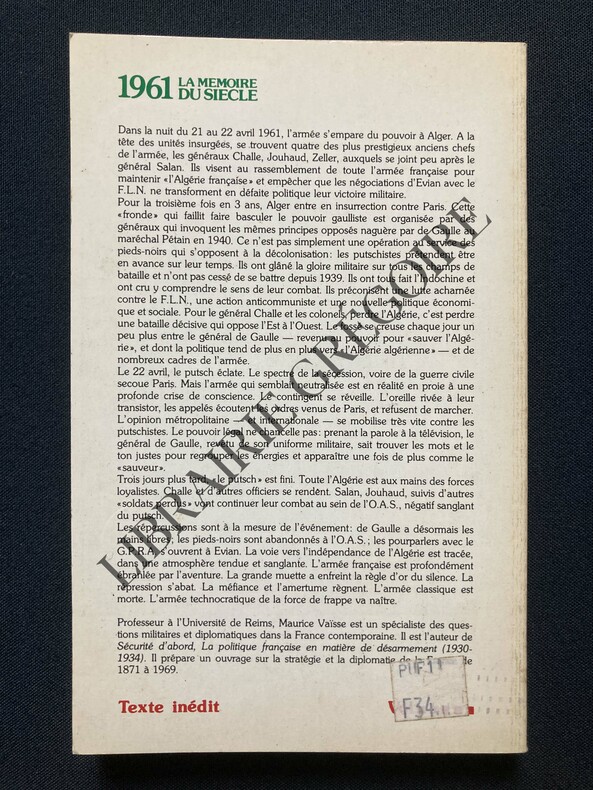 1961 LA MEMOIRE
DU SIECLE
Dans la nuit du 21 au 22 avril 1961, l'armée s'empare du pouvoir à Alger. A la
tête des unités insurgées, se trouvent quatre des plus prestigieux anciens chefs
de l'armée, les généraux Challe, Jouhaud, Zeller, auxquels se joint peu après le
général Salan. Ils visent au rassemblement de toute l'armée française pour
maintenir «l'Algérie française» et empêcher que les négociations d'Evian avec le
F.L.N. ne transforment en défaite politique leur victoire militaire.
Pour la troisième fois en 3 ans, Alger entre en insurrection contre Paris. Cette
«fronde» qui faillit faire basculer le pouvoir gaulliste est organisée par des
généraux qui invoquent les mêmes principes opposés naguère par de Gaulle au
maréchal Pétain en 1940. Ce n'est pas simplement une opération au service des
pieds-noirs qui s'opposent à la décolonisation: les putschistes prétendent être
en avance sur leur temps. Ils ont glâné la gloire militaire sur tous les champs de
bataille et n'ont pas cessé de se battre depuis 1939. Ils ont tous fait l'Indochine et
ont cru y comprendre le sens de leur combat. Ils préconisent une lutte acharnée
contre le F.L.N., une action anticommuniste et une nouvelle politique économi-
que et sociale. Pour le général Challe et les colonels, perdre l'Algérie, c'est perdre
une bataille décisive qui oppose l'Est à l'Ouest. Le fossé se creuse chaque jour un
peu plus entre le général de Gaulle — revenu au pouvoir pour «sauver l'Algé-
rie», et dont la politique tend de plus en plus vers «l'Algérie algérienne» — et de
nombreux cadres de l'armée.
Le 22 avril, le putsch éclate. Le spectre de la sécession, voire de la guerre civile
secoue Paris. Mais l'armée qui semblait neutralisée est en réalité en proie à une
profonde crise de conscience. Le contingent se réveille. L'oreille rivée à leur
transistor, les appelés écoutent les ordres venus de Paris, et refusent de marcher.
L'opinion métropolitaine — et internationale — se mobilise très vite contre les
putschistes. Le pouvoir légal ne chancelle pas: prenant la parole à la télévision, le
général de Gaulle, revêtu de son uniforme militaire, sait trouver les mots et le
ton justes pour regrouper les énergies et apparaître une fois de plus comme le
«sauveur».
Trois jours plus tard, «le putsch» est fini. Toute l'Algérie est aux mains des forces
loyalistes. Challe et d'autres officiers se rendent. Salan, Jouhaud, suivis d'autres
«soldats perdus» vont continuer leur combat au sein de l'O.A.S., négatif sanglant
du putsch.
Les répercussions sont à la mesure de l'événement: de Gaulle a désormais les
mains libres, les pieds-noirs sont abandonnés à l'O.A.S.; les pourparlers avec le
G.P.R.A. s'ouvrent à Evian. La voie vers l'indépendance de l'Algérie est tracée,
dans une atmosphère tendue et sanglante. L'armée française est profondément
ébranlée par l'aventure. La grande muette a enfreint la règle d'or du silence. La
répression s'abat. La méfiance et l'amertume règnent. L'armée classique est
morte. L'armée technocratique de la force de frappe va naître.
Professeur à l'Université de Reims, Maurice Vaïsse est un spécialiste des ques-
tions militaires et diplomatiques dans la France contemporaine. Il est l'auteur de
Sécurité d'abord, La politique française en matière de désarmement (1930-
1934). Il prépare un ouvrage sur la stratégie et la diplomatie de de
1871 à 1969.
F34
Texte inédit
LIBRAIRIE GREGOIRE